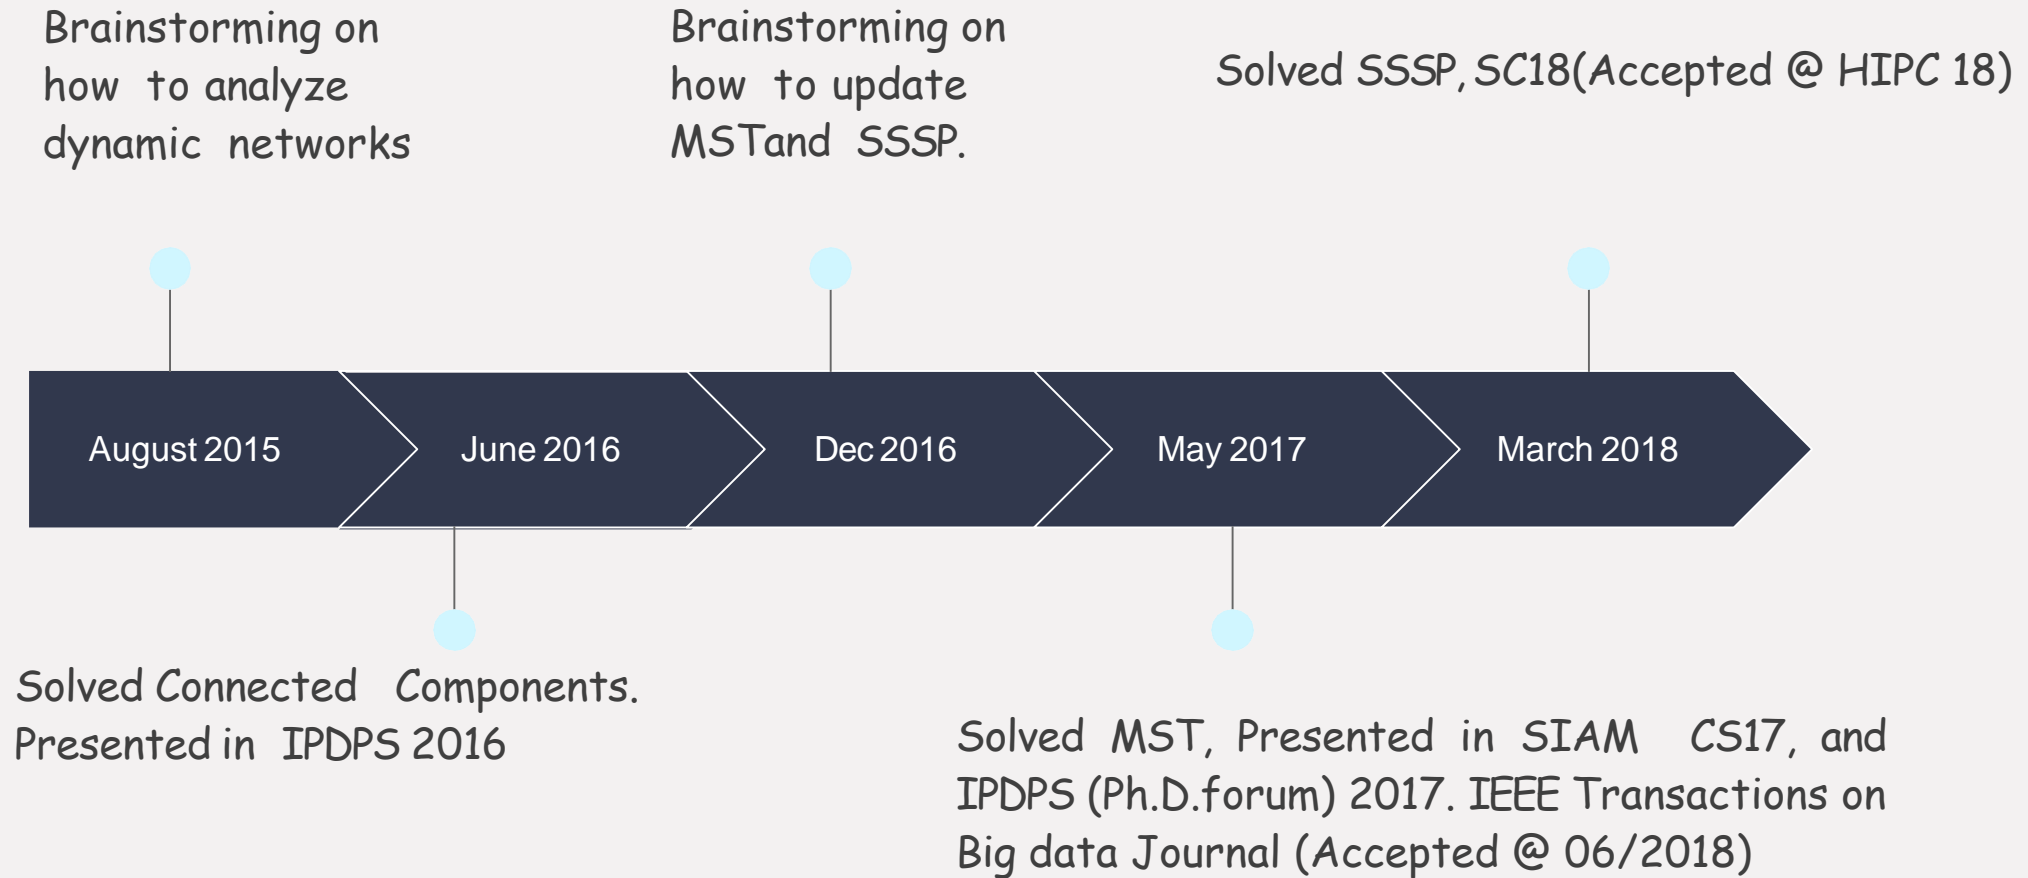 Brainstorming on
how to analyze
dynamic networks
Brainstorming on
how to update
MSTand SSSP.
Solved SSSP, SC18(Accepted @ HIPC 18)
August 2015
June 2016
Dec 2016
May 2017
March 2018
Solved Connected Components.
Presented in IPDPS 2016
Solved MST, Presented in SIAM CS17, and
IPDPS (Ph.D.forum) 2017. IEEE Transactions on
Big data Journal (Accepted @ 06/2018)